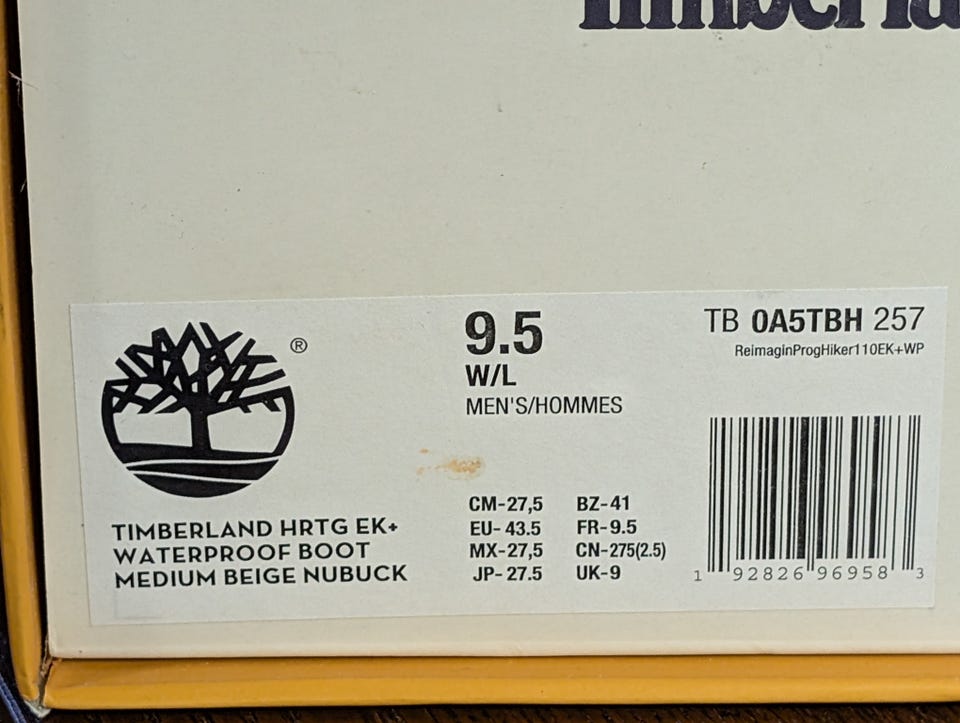 Timberla
®
TIMBERLAND HRTG EK+
WATERPROOF BOOT
MEDIUM BEIGE NUBUCK
9.5
W/L
MEN'S/HOMMES
CM-27,5 BZ-41
EU- 43.5 FR-9.5
MX-27,5 CN-275(2.5)
JP- 27.5 UK-9
TB 0A5TBH 257
ReimaginProgHiker110EK+WP
1 92826 96958 3